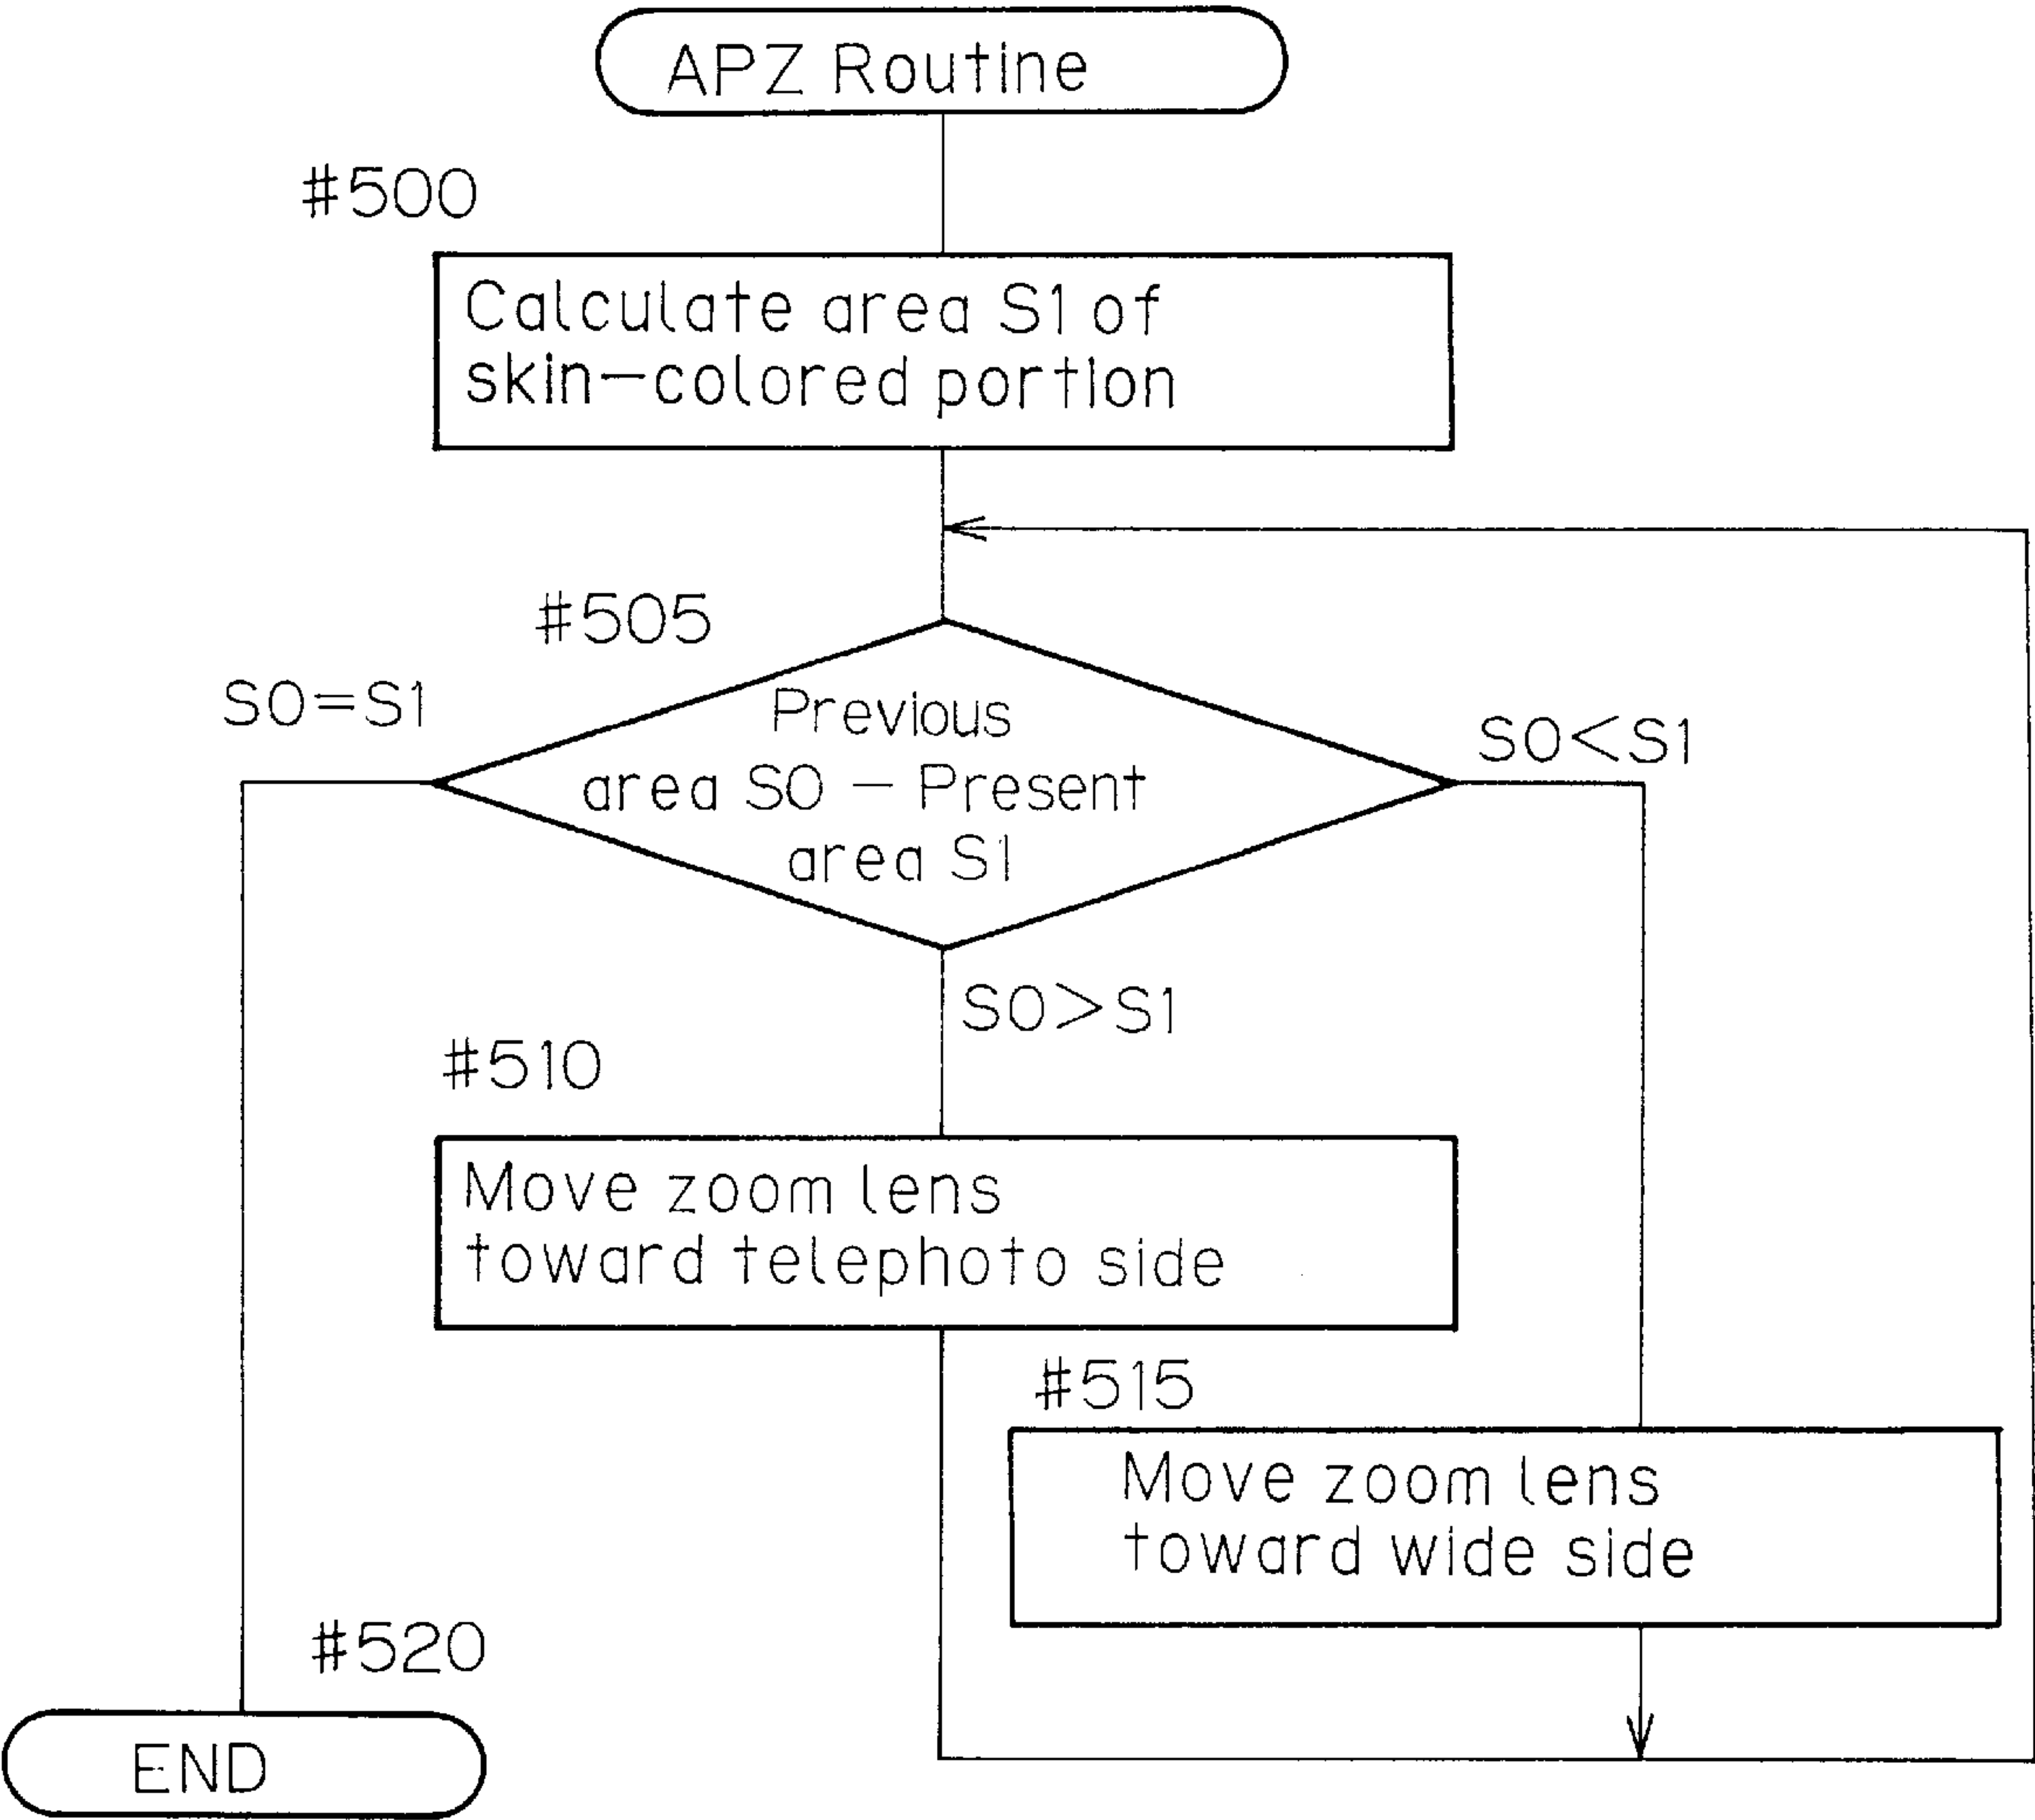 APZ Routine
#500
Calculate area S1 of
skin-colored portion
#505
S0=S1
Previous
area S0 - Present
area S1
S0<S1
S0>S1
#510
Move zoom lens
toward telephoto side
#515
Move zoom lens
toward wide side
#520
END